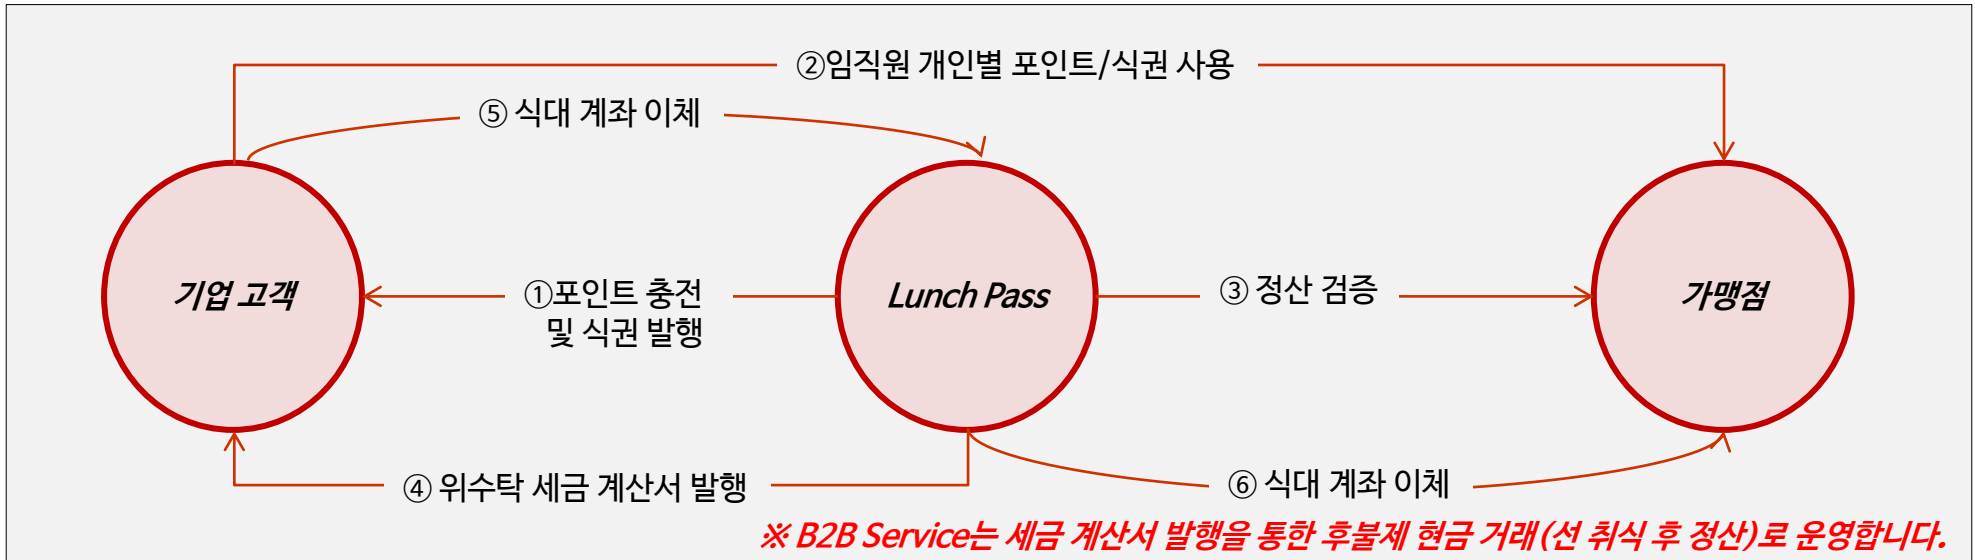 ②임직원 개인별 포인트/식권 사용
⑤ 식대 계좌 이체
기업 고객
①포인트 충전
및 식권 발행
Lunch Pass
③ 정산 검증
가맹점
④ 위수탁 세금 계산서 발행
⑥ 식대 계좌 이체
※ B2B Service는 세금 계산서 발행을 통한 후불제 현금 거래(선 취식 후 정산)로 운영합니다.